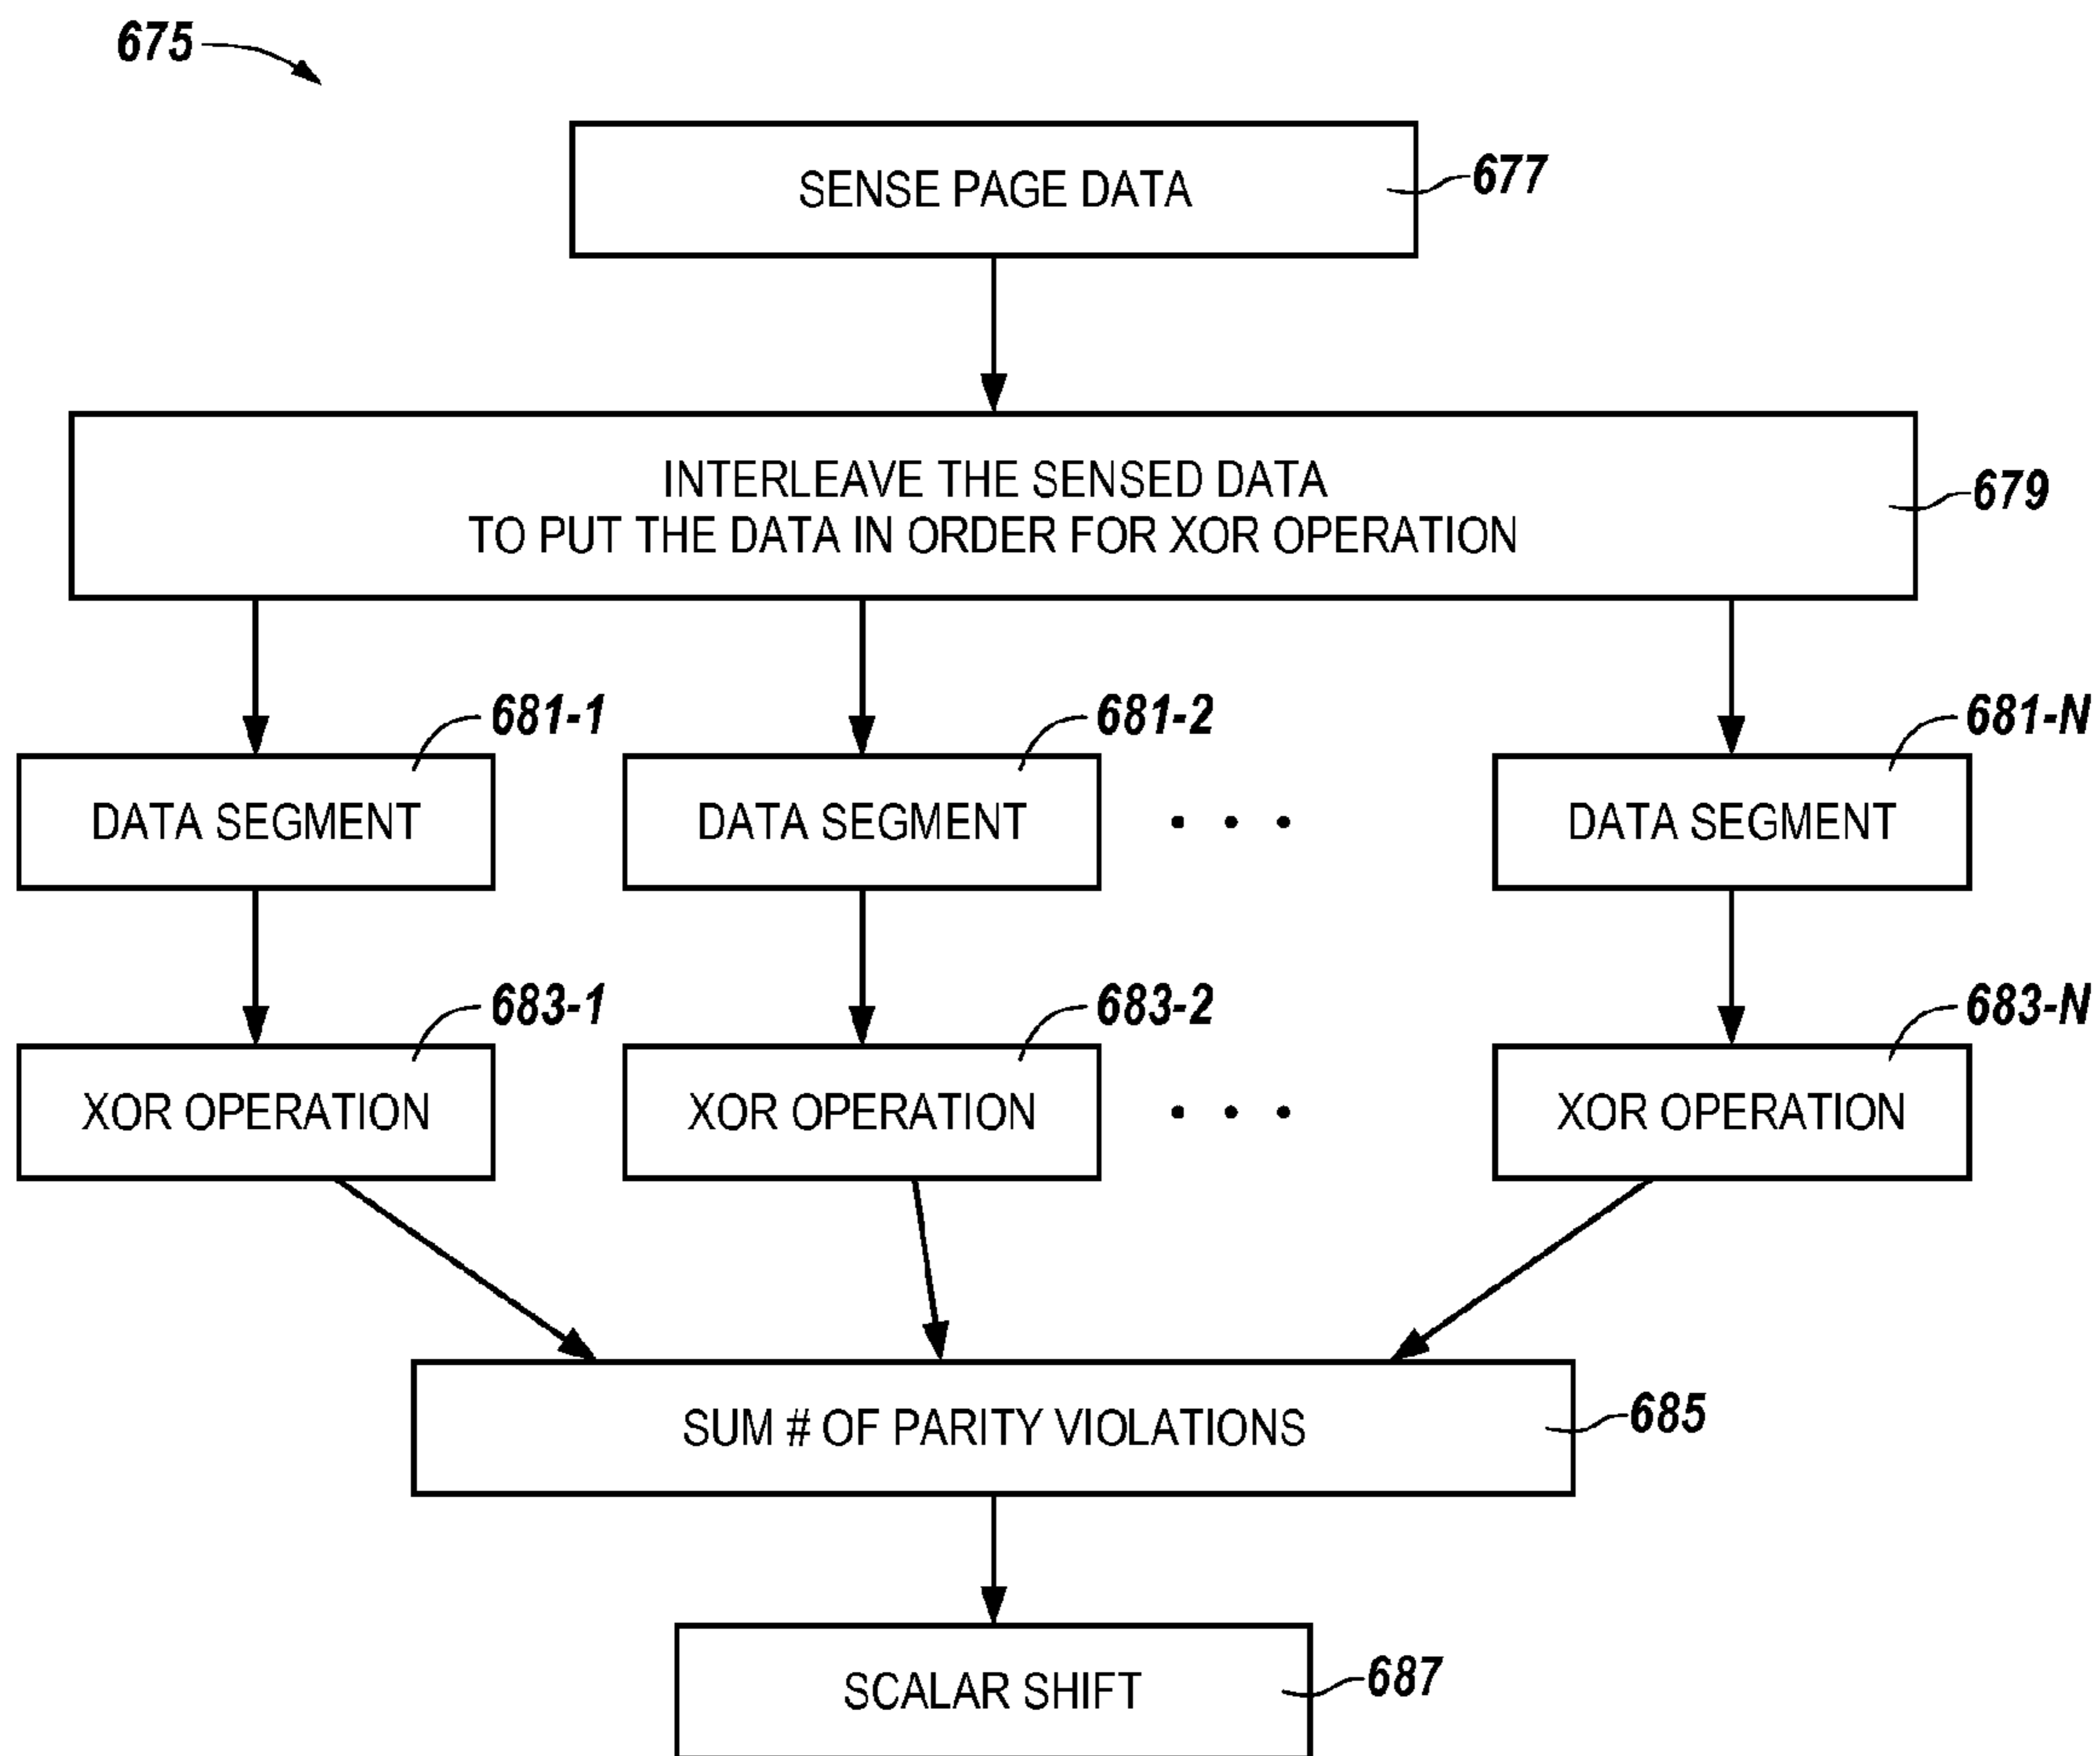 675
SENSE PAGE DATA
677
INTERLEAVE THE SENSED DATA
TO PUT THE DATA IN ORDER FOR XOR OPERATION
679
681-1
681-2
681-N
DATA SEGMENT
DATA SEGMENT
DATA SEGMENT
683-1
683-2
683-N
XOR OPERATION
XOR OPERATION
XOR OPERATION
SUM # OF PARITY VIOLATIONS
685
SCALAR SHIFT
687